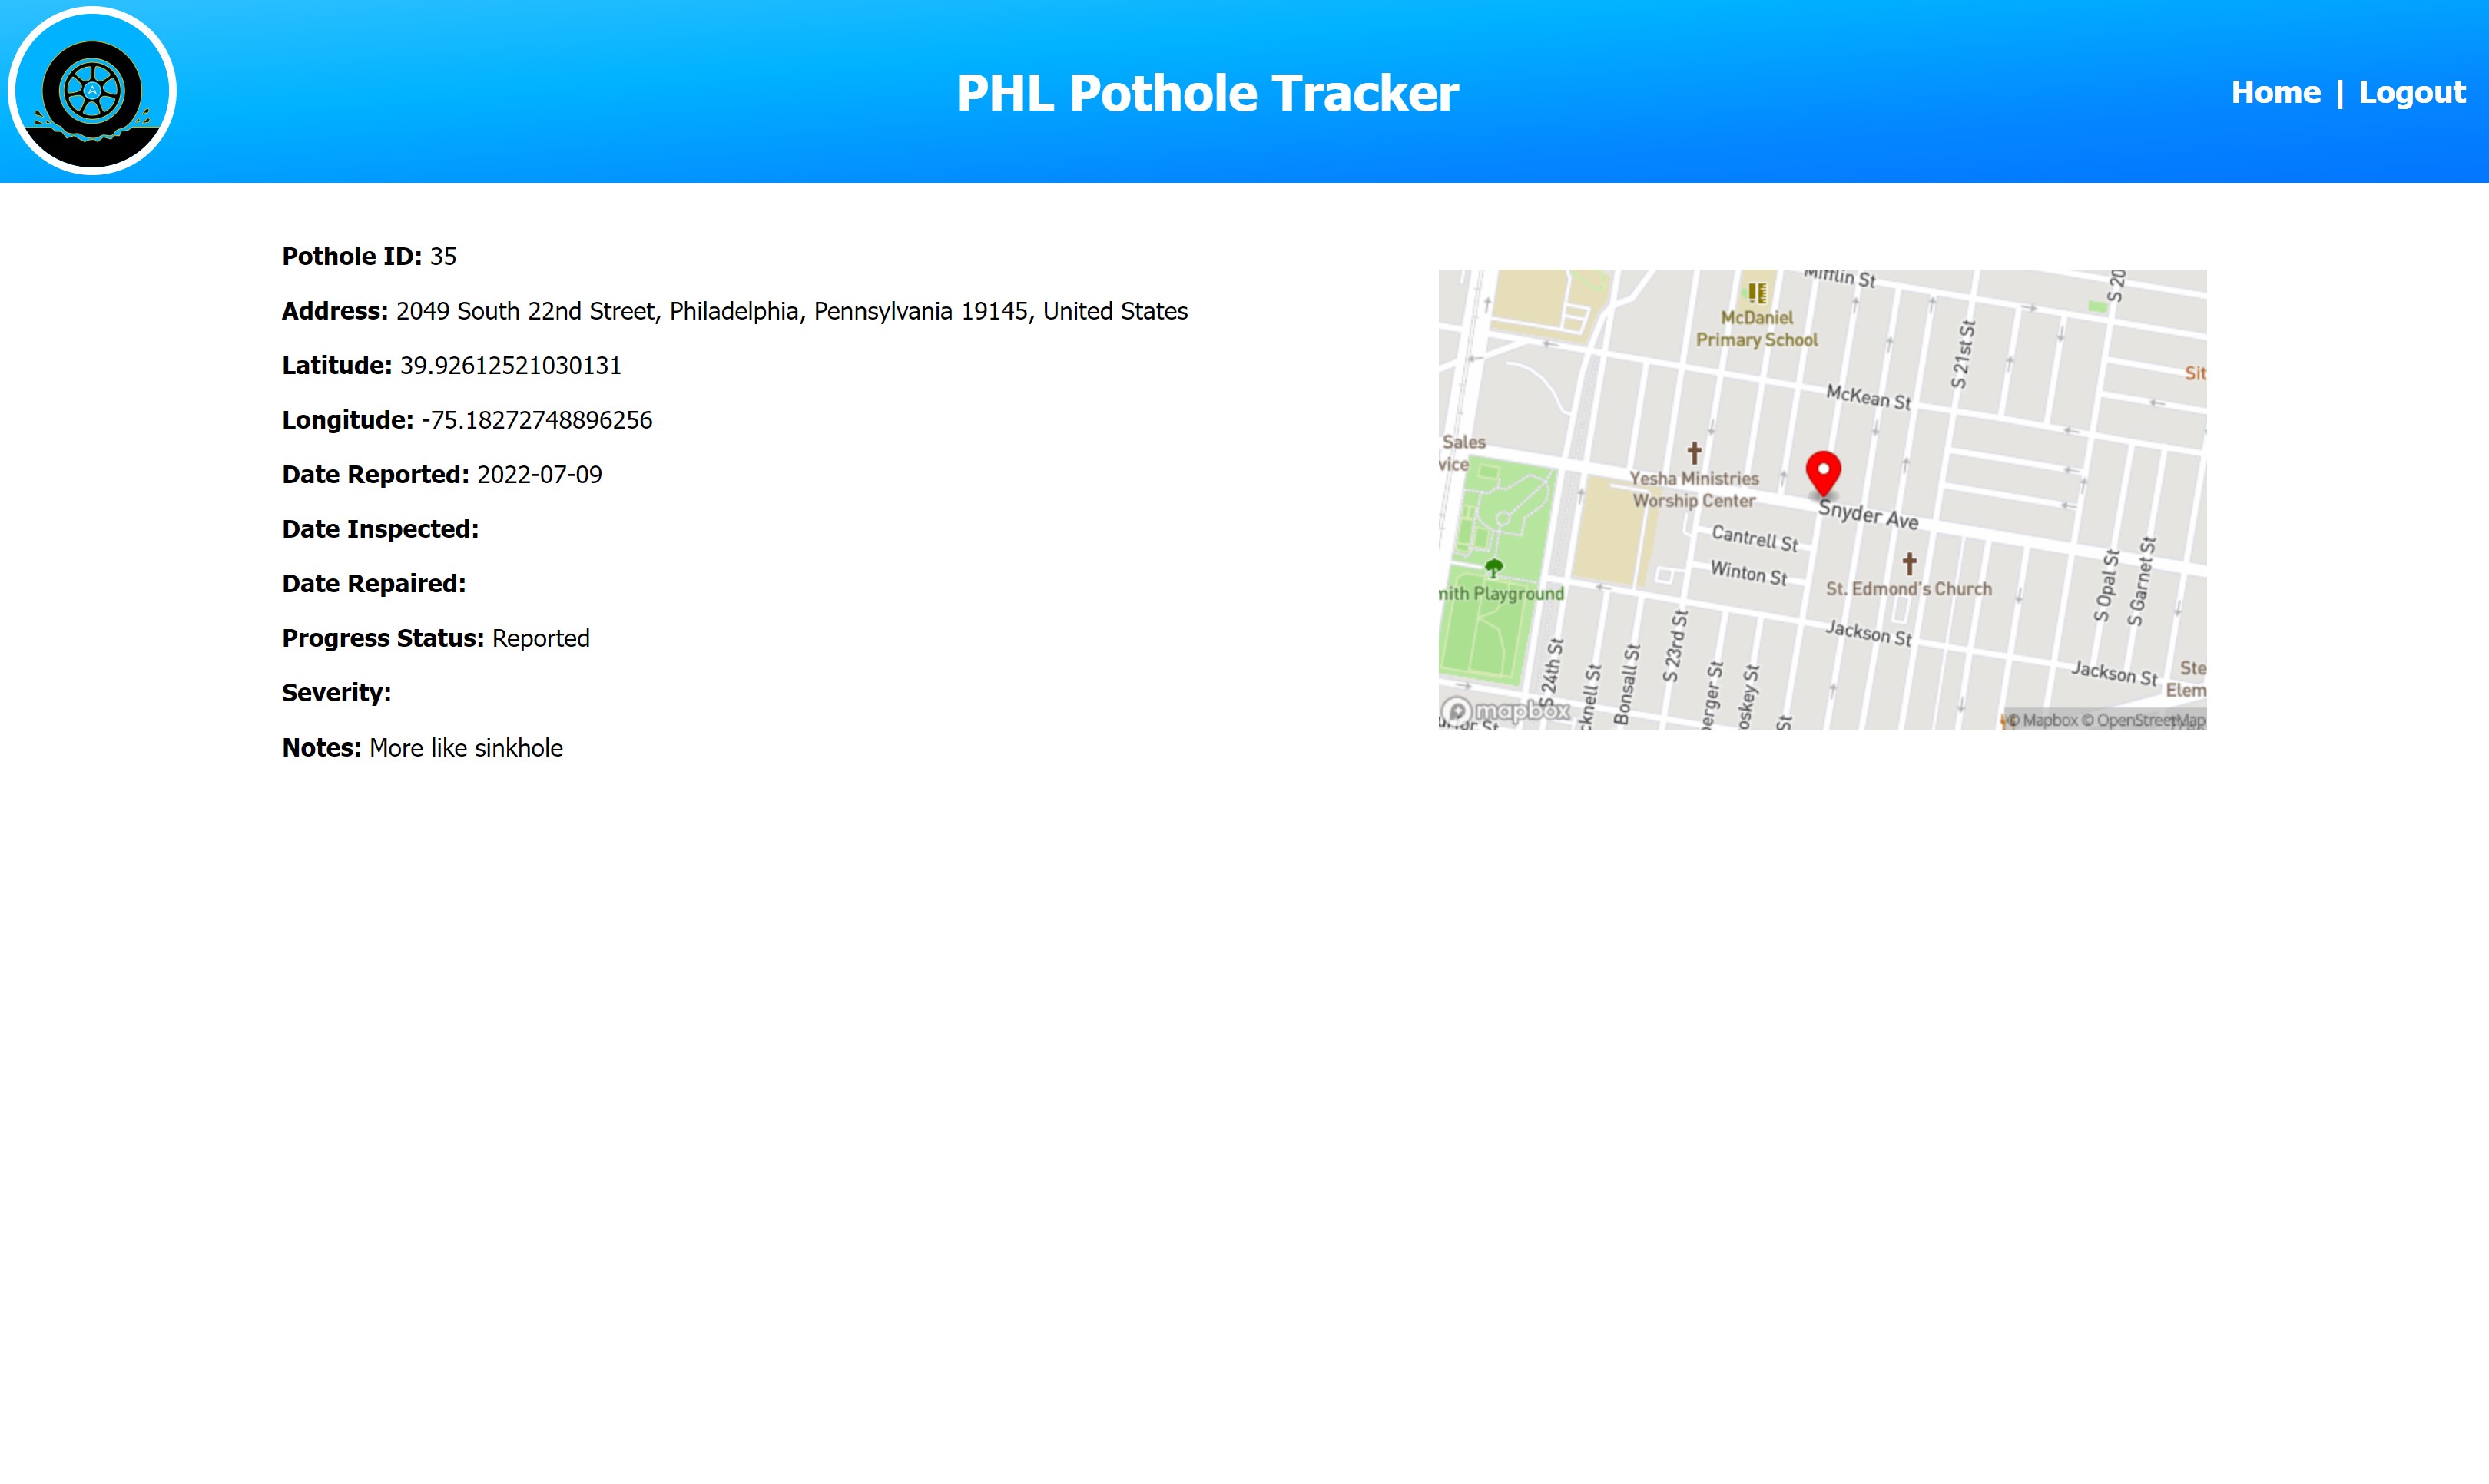 PHL Pothole Tracker
Home | Logout
A
Pothole ID: 35
Address: 2049 South 22nd Street, Philadelphia, Pennsylvania 19145, United States
Latitude: 39.92612521030131
Longitude: -75.18272748896256
Date Reported: 2022-07-09
Date Inspected:
Date Repaired:
Progress Status: Reported
Severity:
Notes: More like sinkhole
Mifflin St
S 20
McDaniel
Primary School
S 21st St
Sit
McKean St
Sales
vice
Yesha Ministries
Worship Center
Snyder Ave
Cantrell St
Winton St
St. Edmond's Church
S Opal St
S Garnet St
mith Playground
Jackson St
S 23rd St
S 24th St
cknell St
Bonsall St
erger St
oskey St
St
Jackson St
Ste
Elem
mapbox
© Mapbox © OpenStreetMap